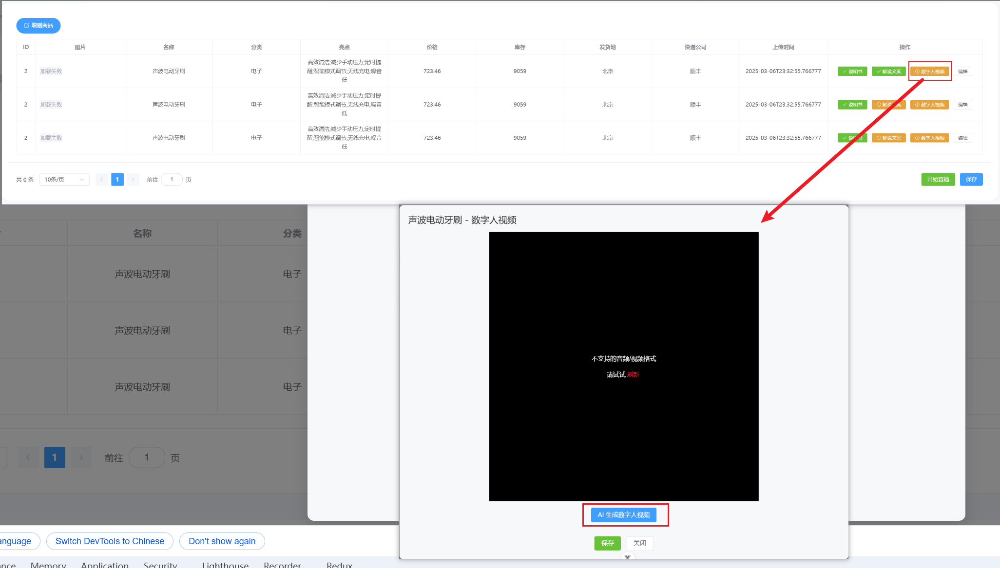 增删商品
ID 图片 名称 分类 亮点 价格 库存 发货地 快递公司 上传时间 操作
2 加载失败 声波电动牙刷 电子 高效清洁;减少手动压力;定时提醒;智能模式调节;无线充电;噪音低 723.46 9059 北京 顺丰 2025-03-06T23:32:55.766777 说明书 解说文案 数字人视频 编辑
2 加载失败 声波电动牙刷 电子 高效清洁;减少手动压力;定时提醒;智能模式调节;无线充电;噪音低 723.46 9059 北京 顺丰 2025-03-06T23:32:55.766777 说明书 解说文案 数字人视频 编辑
2 加载失败 声波电动牙刷 电子 高效清洁;减少手动压力;定时提醒;智能模式调节;无线充电;噪音低 723.46 9059 北京 顺丰 2025-03-06T23:32:55.766777 说明书 解说文案 数字人视频 编辑
共 0 条 10条/页 1 前往 1 页 开始直播 保存
声波电动牙刷 - 数字人视频
名称 分类
声波电动牙刷 电子
声波电动牙刷 电子
不支持的音频/视频格式
请试试 刷新
声波电动牙刷 电子
1 前往 1 页
AI 生成数字人视频
保存 关闭
anguage Switch DevTools to Chinese Don't show again
ance Memory Application Security Lighthouse Recorder Redux